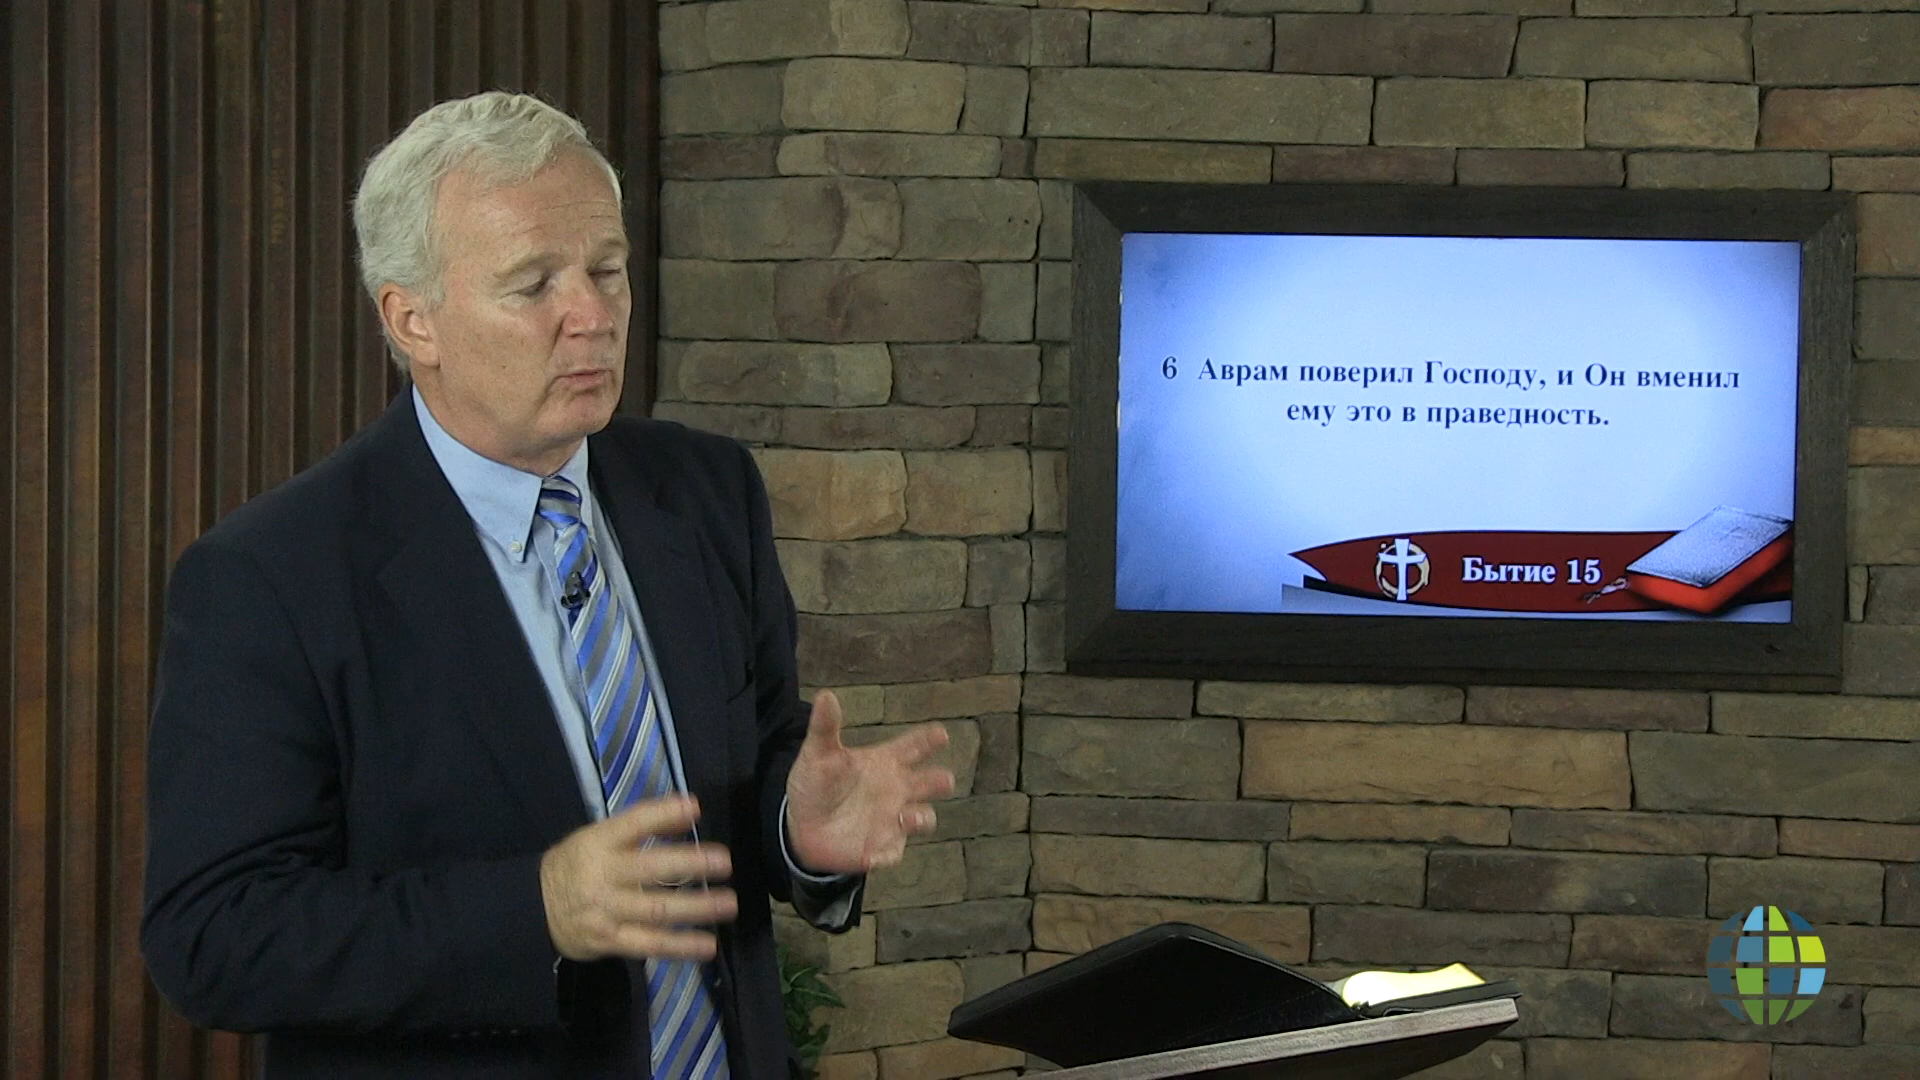 6 Аврам поверил Господу, и Он вменил
ему это в праведность.
Бытие 15